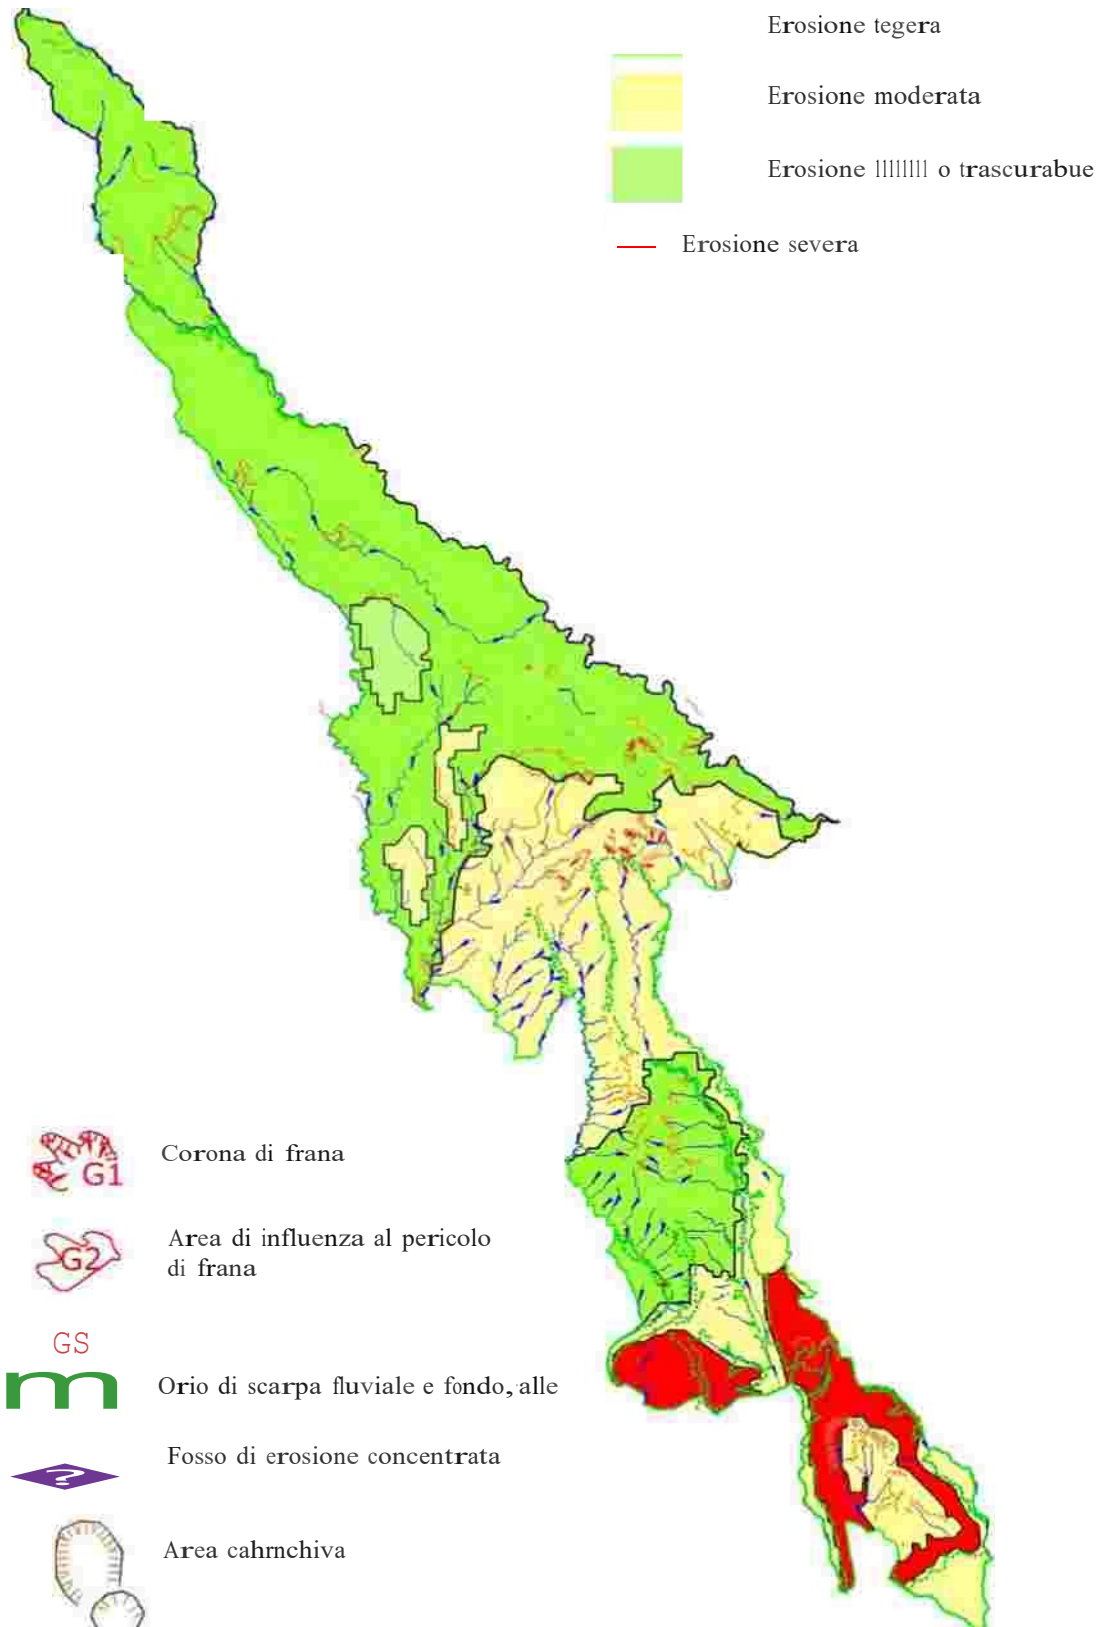 Erosione tegera
Erosione moderata
Erosione llllllll o trascurabue
Erosione severa
G1
Corona di frana
G2
Area di influenza al pericolo
di frana
GS
m
Orio di scarpa fluviale e fondo, alle
?
Fosso di erosione concentrata
Area cahrnchiva